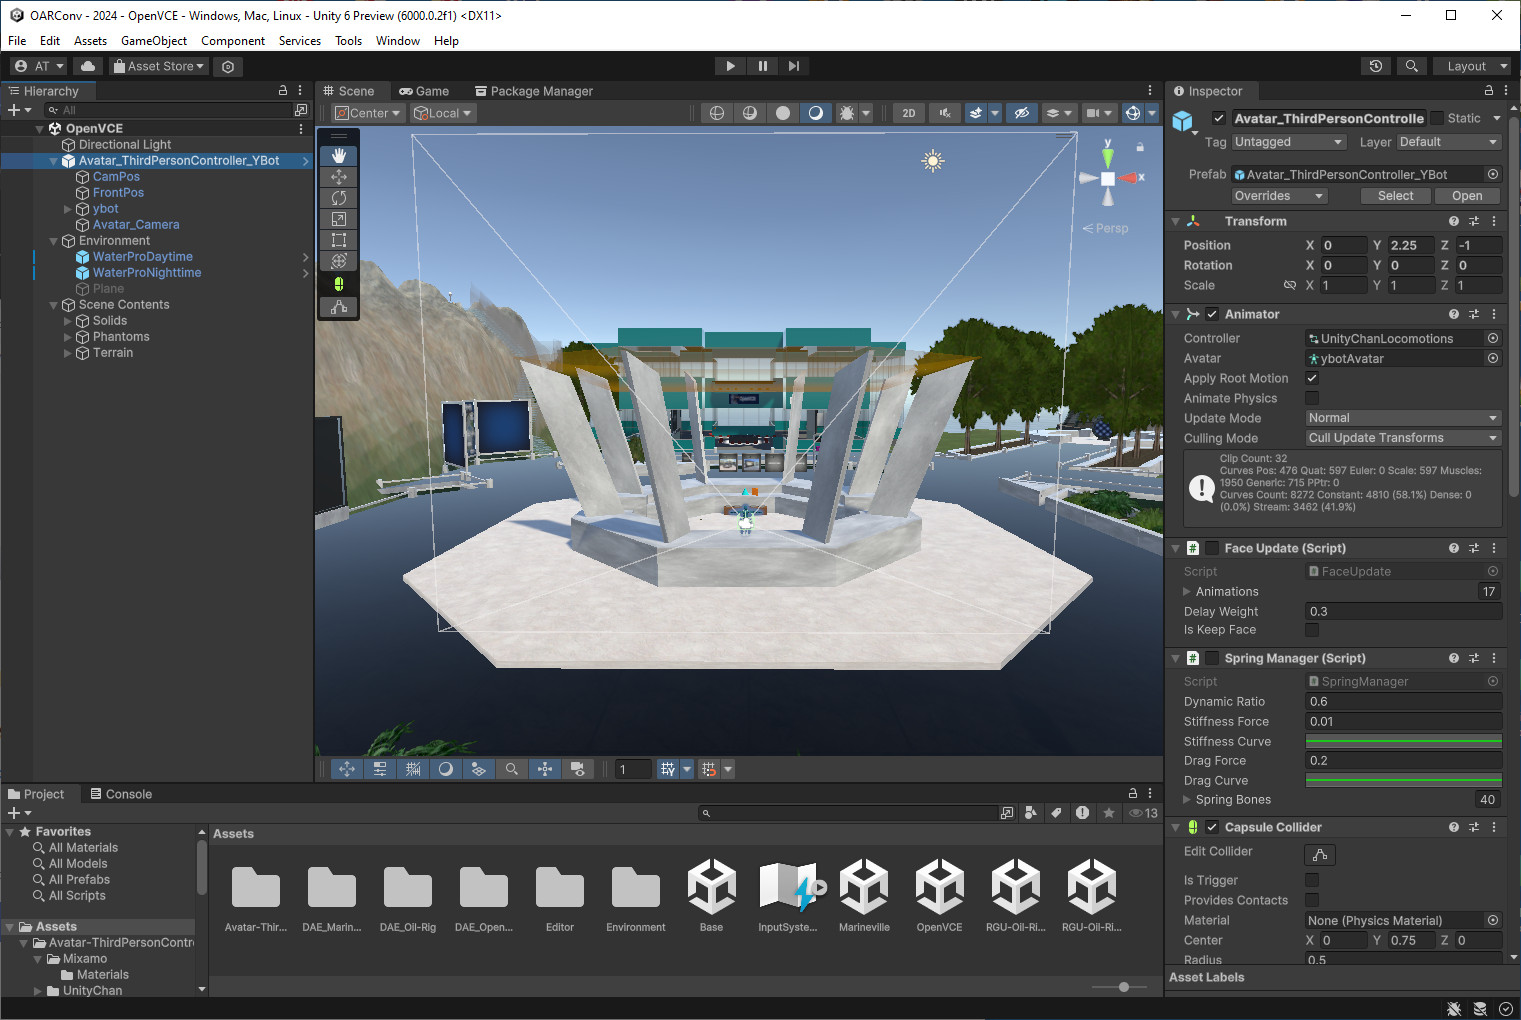 OARConv - 2024 - OpenVCE - Windows, Mac, Linux - Unity 6 Preview (6000.0.2f1) <DX11>
File Edit Assets GameObject Component Services Tools Window Help
AT Asset Store Layout
Hierarchy
All
OpenVCE
Directional Light
Avatar_ThirdPersonController_YBot
CamPos
FrontPos
ybot
Avatar_Camera
Environment
WaterProDaytime
WaterProNighttime
Plane
Scene Contents
Solids
Phantoms
Terrain
Scene Game Package Manager
Center Local 2D
y
x
Persp
1
Inspector
Avatar_ThirdPersonControlle Static
Tag Untagged Layer Default
Prefab Avatar_ThirdPersonController_YBot
Overrides Select Open
Transform
Position X 0 Y 2.25 Z -1
Rotation X 0 Y 0 Z 0
Scale X 1 Y 1 Z 1
Animator
Controller UnityChanLocomotions
Avatar ybotAvatar
Apply Root Motion
Animate Physics
Update Mode Normal
Culling Mode Cull Update Transforms
Clip Count: 32
Curves Pos: 476 Quat: 597 Euler: 0 Scale: 597 Muscles:
1950 Generic: 715 PPtr: 0
Curves Count: 8272 Constant: 4810 (58.1%) Dense: 0
(0.0%) Stream: 3462 (41.9%)
# Face Update (Script)
Script FaceUpdate
Animations 17
Delay Weight 0.3
Is Keep Face
# Spring Manager (Script)
Script SpringManager
Dynamic Ratio 0.6
Stiffness Force 0.01
Stiffness Curve
Drag Force 0.2
Drag Curve
Spring Bones 40
Capsule Collider
Edit Collider
Is Trigger
Provides Contacts
Material None (Physics Material)
Center X 0 Y 0.75 Z 0
Radius 0.5
Asset Labels
Project Console
13
Favorites
All Materials
All Models
All Prefabs
All Scripts
Assets
Avatar-ThirdPersonContr
Mixamo
Materials
UnityChan
Assets
Avatar-Thir... DAE_Marin... DAE_Oil-Rig DAE_Open... Editor Environment Base InputSyste... Marineville OpenVCE RGU-Oil-Ri... RGU-Oil-Ri...